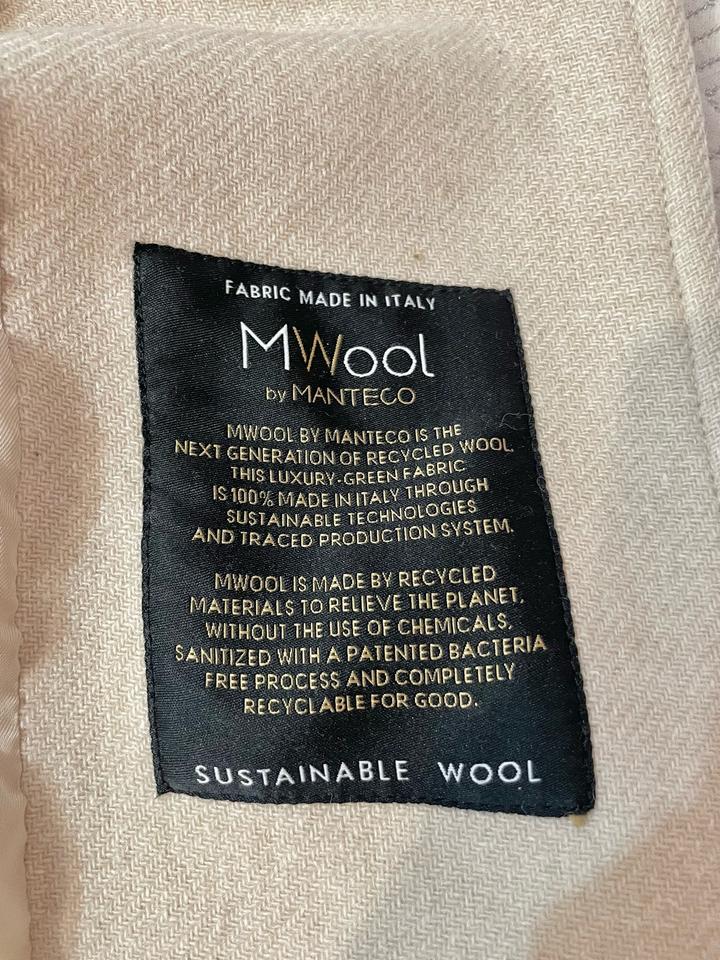 FABRIC MADE IN ITALY
MWool
by MANTECO
MWOOL BY MANTECO IS THE
NEXT GENERATION OF RECYCLED WOOL.
THIS LUXURY-GREEN FABRIC
IS 100% MADE IN ITALY THROUGH
SUSTAINABLE TECHNOLOGIES
AND TRACED PRODUCTION SYSTEM.
MWOOL IS MADE BY RECYCLED
MATERIALS TO RELIEVE THE PLANET,
WITHOUT THE USE OF CHEMICALS,
SANITIZED WITH A PATENTED BACTERIA
FREE PROCESS AND COMPLETELY
RECYCLABLE FOR GOOD.
SUSTAINABLE WOOL